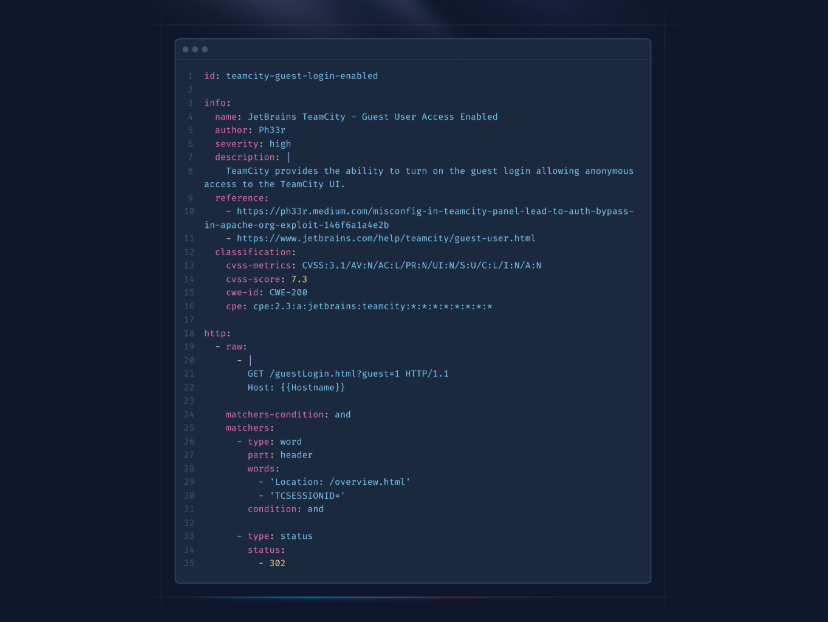 1 id: teamcity-guest-login-enabled
2
3 info:
4   name: JetBrains TeamCity - Guest User Access Enabled
5   author: Ph33r
6   severity: high
7   description: |
8     TeamCity provides the ability to turn on the guest login allowing anonymous
access to the TeamCity UI.
9   reference:
10     - https://ph33r.medium.com/misconfig-in-teamcity-panel-lead-to-auth-bypass-
in-apache-org-exploit-146f6a1a4e2b
11     - https://www.jetbrains.com/help/teamcity/guest-user.html
12   classification:
13     cvss-metrics: CVSS:3.1/AV:N/AC:L/PR:N/UI:N/S:U/C:L/I:N/A:N
14     cvss-score: 7.3
15     cwe-id: CWE-200
16     cpe: cpe:2.3:a:jetbrains:teamcity:*:*:*:*:*:*:*:*
17
18 http:
19   - raw:
20       - |
21         GET /guestLogin.html?guest=1 HTTP/1.1
22         Host: {{Hostname}}
23
24     matchers-condition: and
25     matchers:
26       - type: word
27         part: header
28         words:
29           - 'Location: /overview.html'
30           - 'TCSESSIONID='
31         condition: and
32
33       - type: status
34         status:
35           - 302